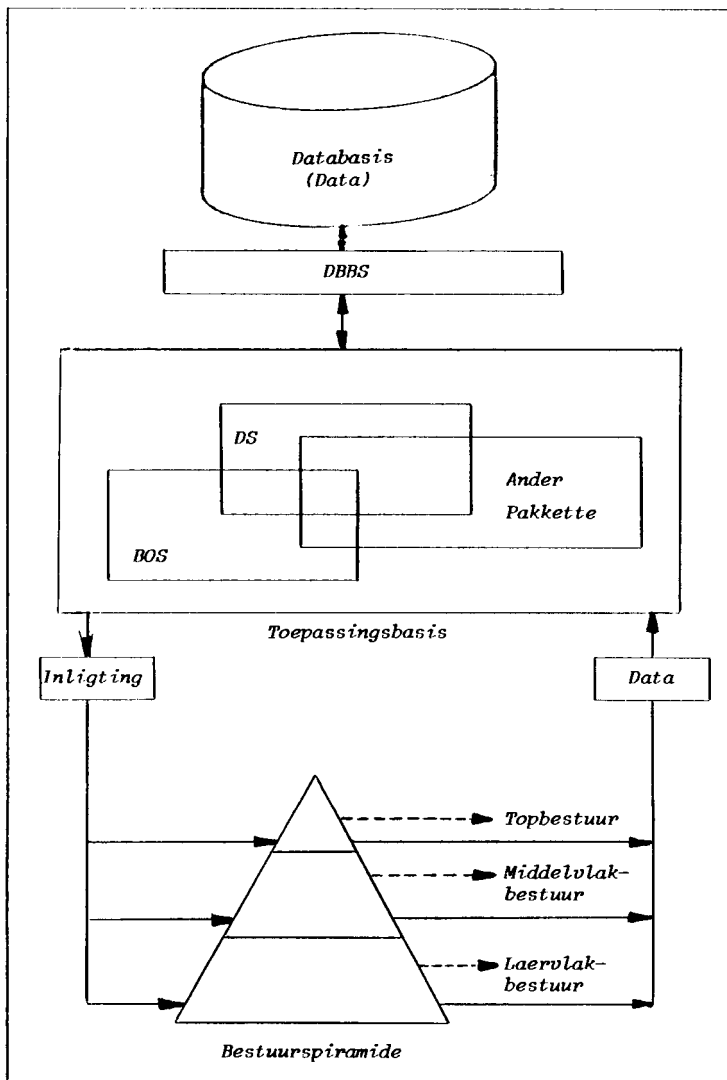 Databasis
(Data)
DBBS
DS
Ander
Pakkette
BOS
Toepassingsbasis
Inligting
Data
Topbestuur
Middelvlak-
bestuur
Laervlak-
bestuur
Bestuurspiramide